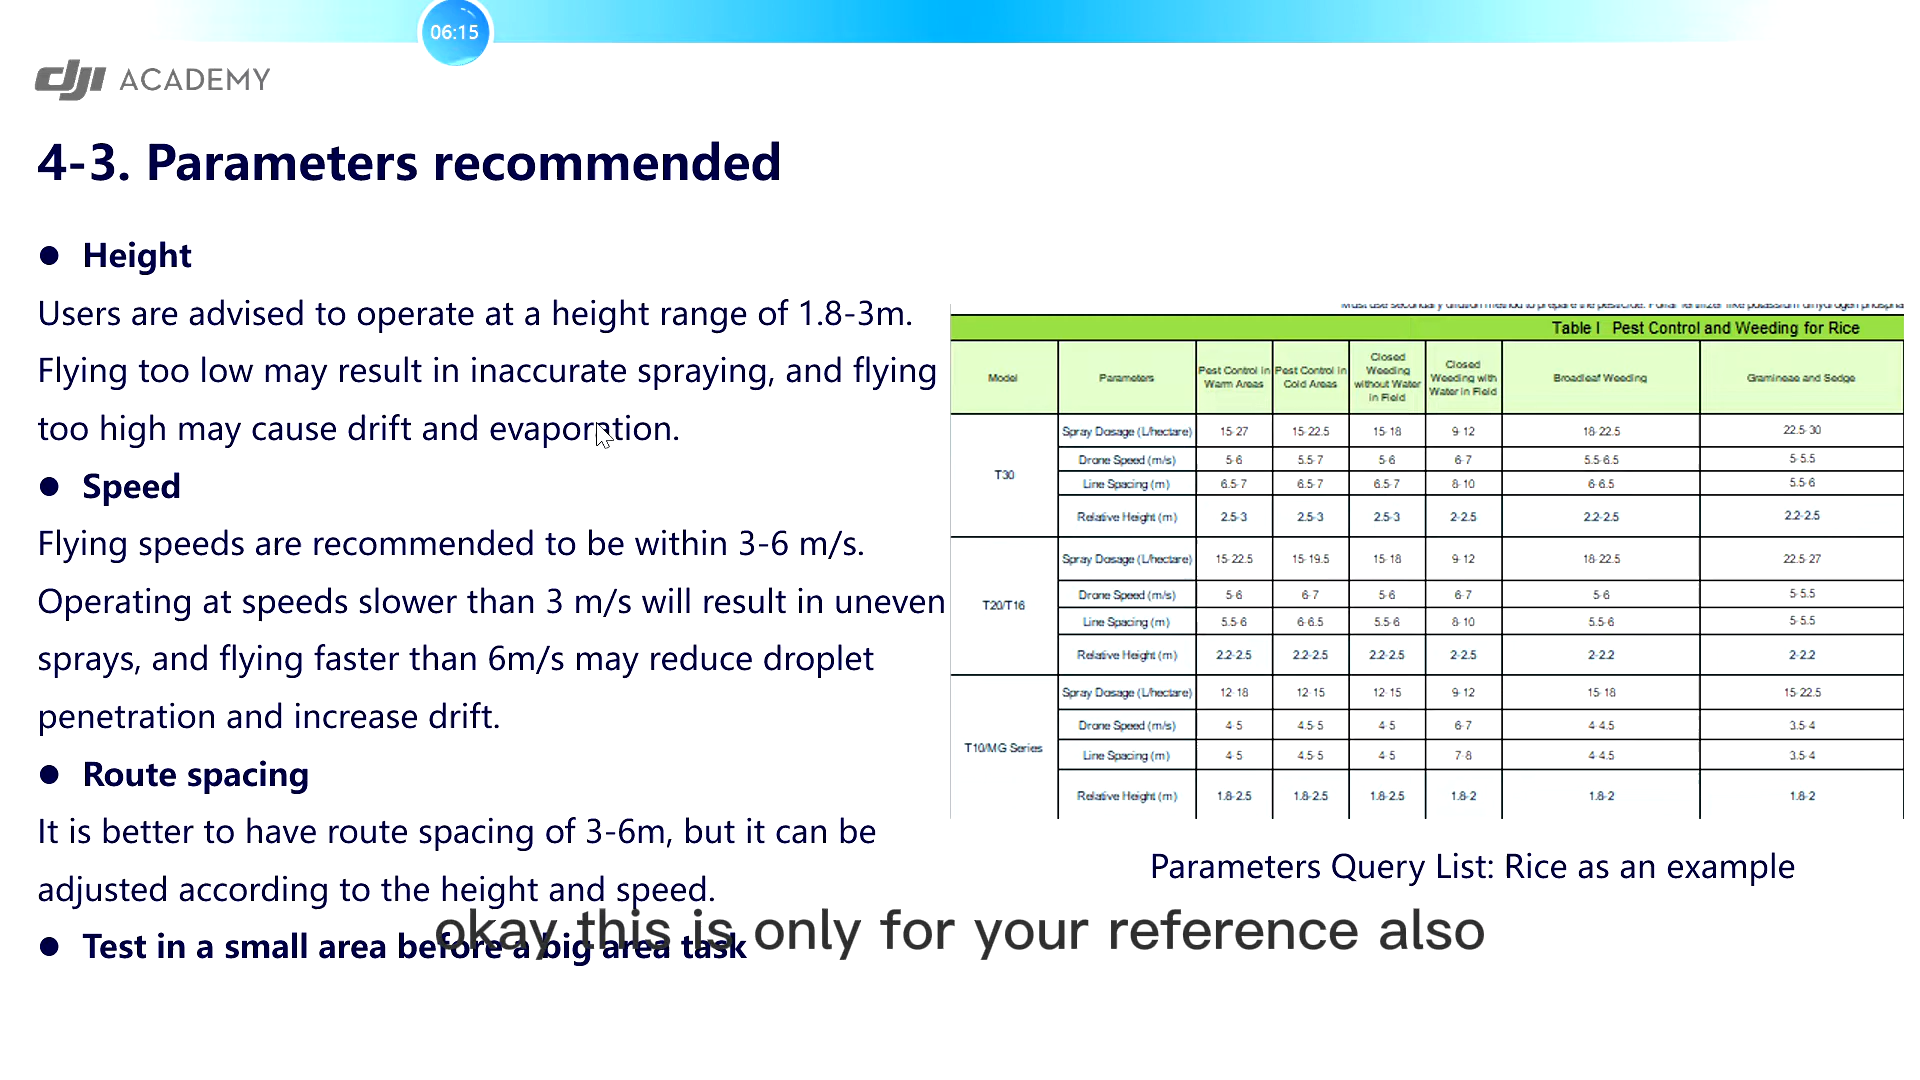 06:15
dji ACADEMY
4-3. Parameters recommended
● Height
Users are advised to operate at a height range of 1.8-3m.
Flying too low may result in inaccurate spraying, and flying
too high may cause drift and evaporation.
● Speed
Flying speeds are recommended to be within 3-6 m/s.
Operating at speeds slower than 3 m/s will result in uneven
sprays, and flying faster than 6m/s may reduce droplet
penetration and increase drift.
● Route spacing
It is better to have route spacing of 3-6m, but it can be
adjusted according to the height and speed.
● Test in a small area before a big area task
Must use secondary dilution method to prepare the pesticide. Foliar fertilizer like potassium dihydrogen
Table I Pest Control and Weeding for Rice
Model Parameters Pest Control in Warm Areas Pest Control in Cold Areas Closed Weeding without Water in Field Closed Weeding with Water in Field Broadleaf Weeding Gramineae and Sedge
T30
Spray Dosage (L/hectare) 15-27 15-22.5 15-18 9-12 18-22.5 22.5-30
Drone Speed (m/s) 5-6 5.5-7 5-6 6-7 5.5-6.5 5-5.5
Line Spacing (m) 6.5-7 6.5-7 6.5-7 8-10 6-6.5 5.5-6
Relative Height (m) 2.5-3 2.5-3 2.5-3 2-2.5 2.2-2.5 2.2-2.5
T20/T16
Spray Dosage (L/hectare) 15-22.5 15-19.5 15-18 9-12 18-22.5 22.5-27
Drone Speed (m/s) 5-6 6-7 5-6 6-7 5-6 5-5.5
Line Spacing (m) 5.5-6 6-6.5 5.5-6 8-10 5.5-6 5-5.5
Relative Height (m) 2.2-2.5 2.2-2.5 2.2-2.5 2-2.5 2-2.2 2-2.2
T10/MG Series
Spray Dosage (L/hectare) 12-18 12-15 12-15 9-12 15-18 15-22.5
Drone Speed (m/s) 4-5 4.5-5 4-5 6-7 4-4.5 3.5-4
Line Spacing (m) 4-5 4.5-5 4-5 7-8 4-4.5 3.5-4
Relative Height (m) 1.8-2.5 1.8-2.5 1.8-2.5 1.8-2 1.8-2 1.8-2
Parameters Query List: Rice as an example
okay this is only for your reference also